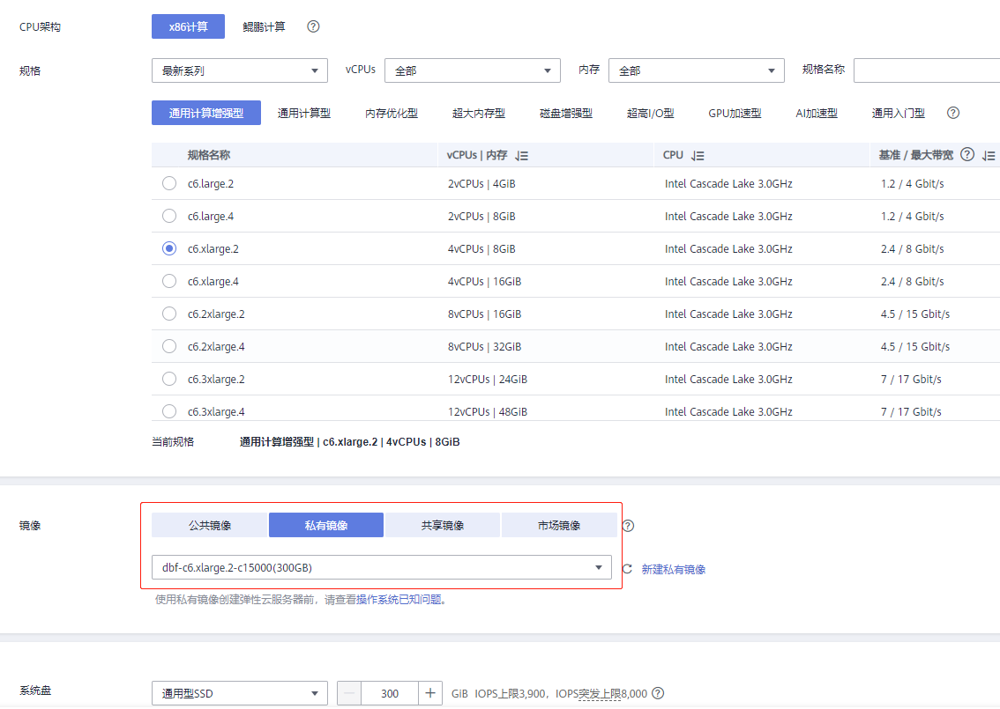 CPU架构 x86计算 鲲鹏计算 ?
规格 最新系列 vCPUs 全部 内存 全部 规格名称
通用计算增强型 通用计算型 内存优化型 超大内存型 磁盘增强型 超高I/O型 GPU加速型 AI加速型 通用入门型 ?
规格名称 vCPUs | 内存 CPU 基准 / 最大带宽 ?
c6.large.2 2vCPUs | 4GiB Intel Cascade Lake 3.0GHz 1.2 / 4 Gbit/s
c6.large.4 2vCPUs | 8GiB Intel Cascade Lake 3.0GHz 1.2 / 4 Gbit/s
c6.xlarge.2 4vCPUs | 8GiB Intel Cascade Lake 3.0GHz 2.4 / 8 Gbit/s
c6.xlarge.4 4vCPUs | 16GiB Intel Cascade Lake 3.0GHz 2.4 / 8 Gbit/s
c6.2xlarge.2 8vCPUs | 16GiB Intel Cascade Lake 3.0GHz 4.5 / 15 Gbit/s
c6.2xlarge.4 8vCPUs | 32GiB Intel Cascade Lake 3.0GHz 4.5 / 15 Gbit/s
c6.3xlarge.2 12vCPUs | 24GiB Intel Cascade Lake 3.0GHz 7 / 17 Gbit/s
c6.3xlarge.4 12vCPUs | 48GiB Intel Cascade Lake 3.0GHz 7 / 17 Gbit/s
当前规格 通用计算增强型 | c6.xlarge.2 | 4vCPUs | 8GiB
镜像 公共镜像 私有镜像 共享镜像 市场镜像 ?
dbf-c6.xlarge.2-c15000(300GB) 新建私有镜像
使用私有镜像创建弹性云服务器前，请查看操作系统已知问题。
系统盘 通用型SSD — 300 + GiB IOPS上限3,900，IOPS突发上限8,000 ?